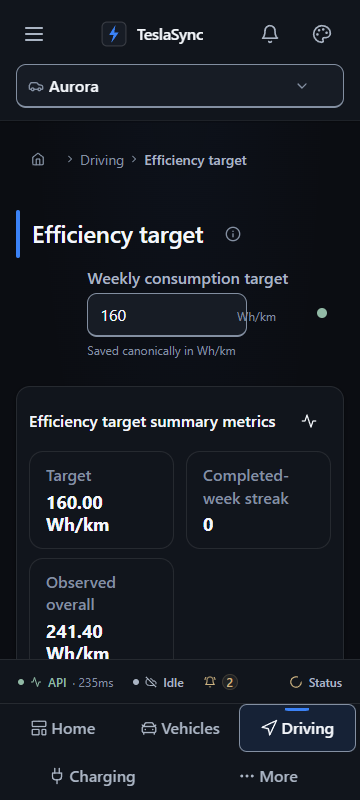 TeslaSync
Aurora
Driving
Efficiency target
Efficiency target
Weekly consumption target
160
Wh/km
Saved canonically in Wh/km
Efficiency target summary metrics
Target
160.00
Wh/km
Completed-
week streak
0
Observed
overall
241.40
Wh/km
API · 235ms
Idle
2
Status
Home
Vehicles
Driving
Charging
More